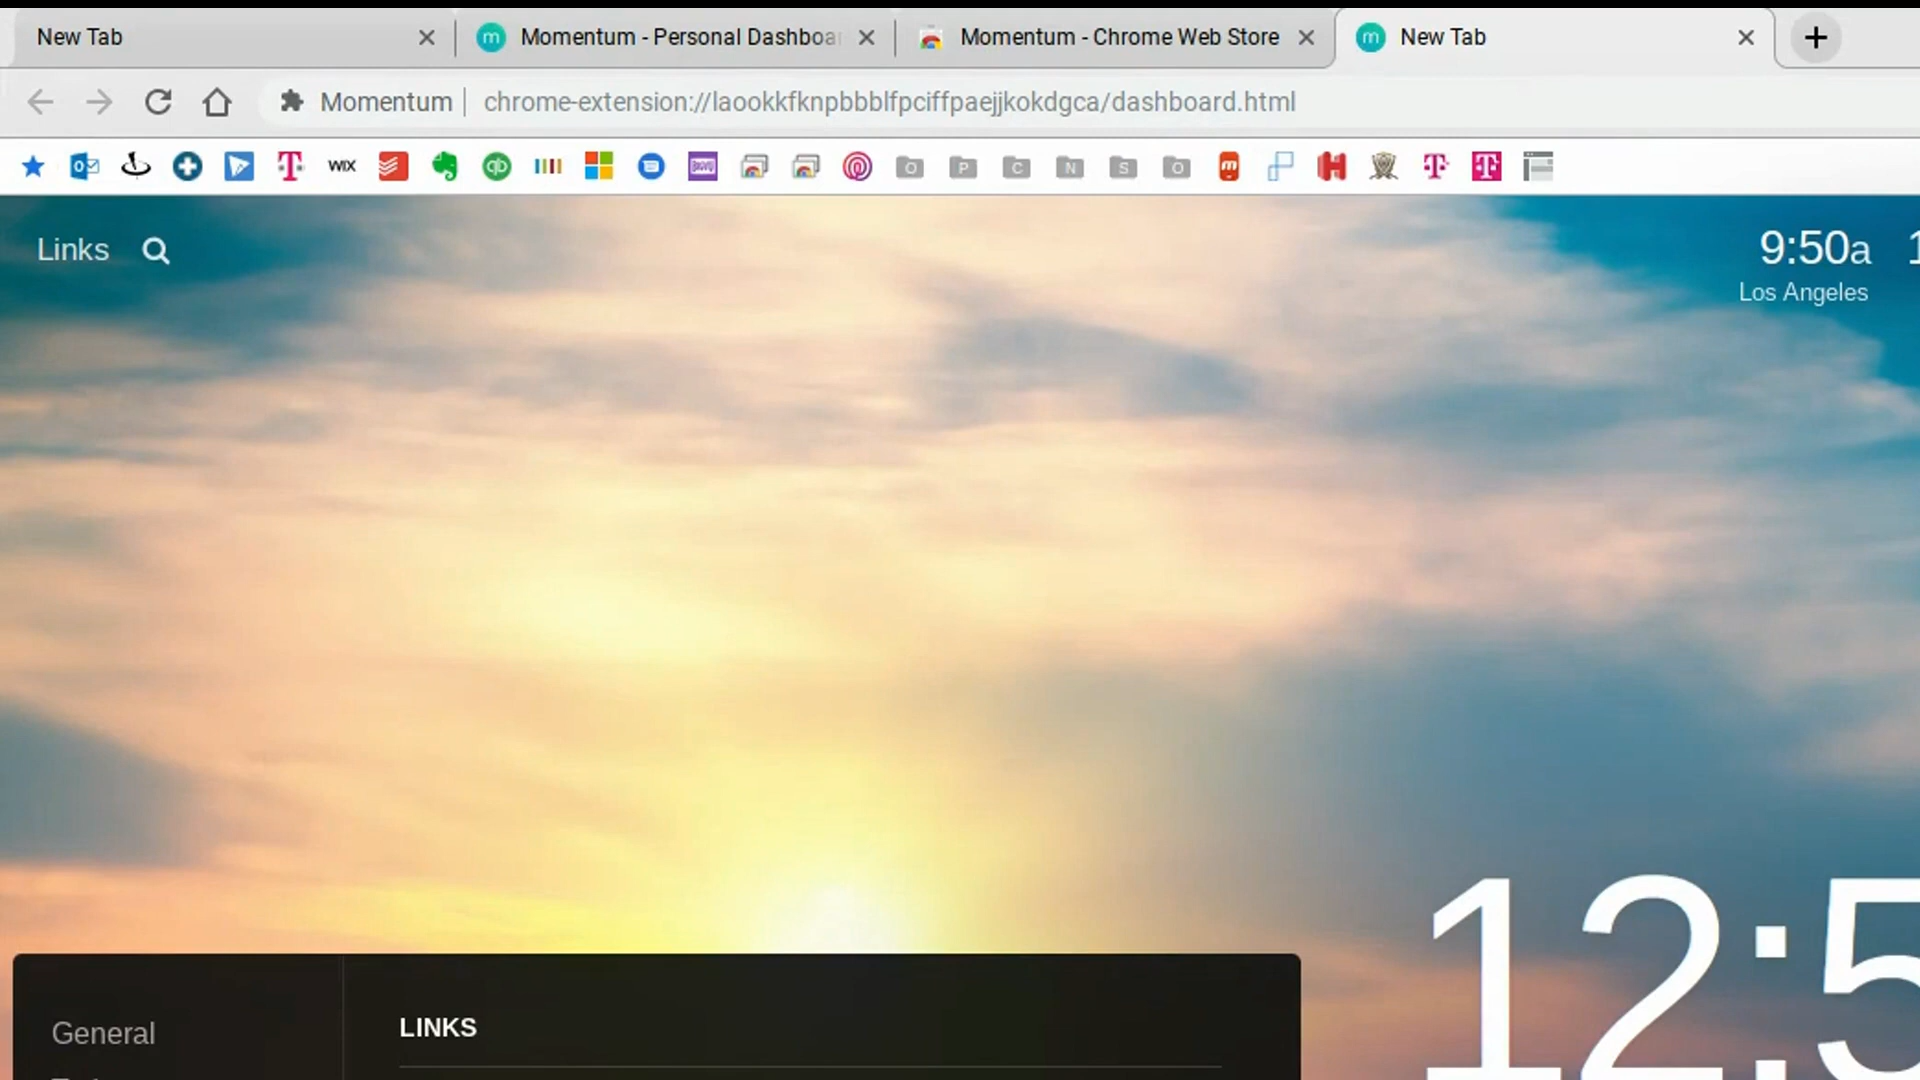 New Tab
Momentum - Personal Dashboa
Momentum - Chrome Web Store
New Tab
Momentum
chrome-extension://laookkfknpbbblfpciffpaejjkokdgca/dashboard.html
WIX
O
P
C
N
S
O
Links
9:50a
Los Angeles
12:5
General
LINKS